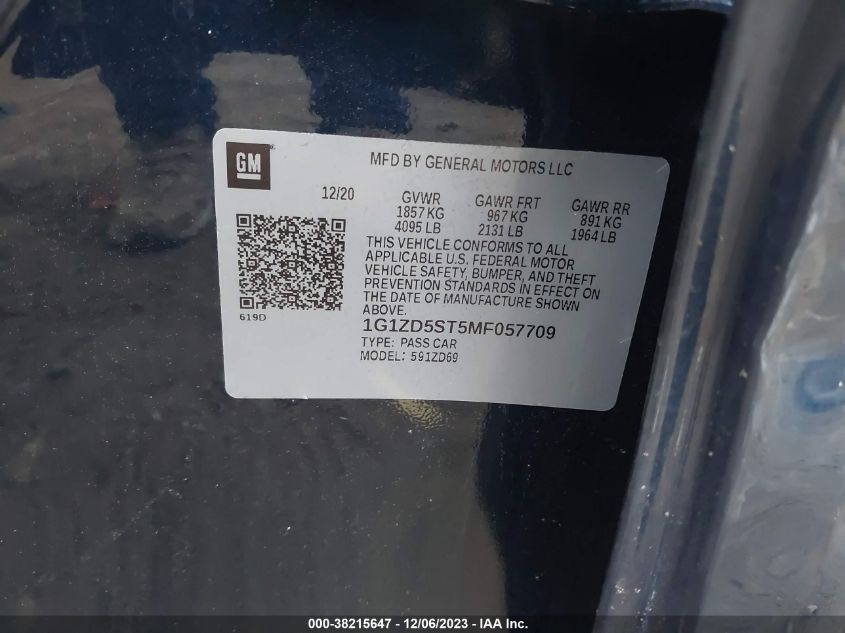 GM
MFD BY GENERAL MOTORS LLC
12/20 GVWR GAWR FRT GAWR RR
1857 KG 967 KG 891 KG
4095 LB 2131 LB 1964 LB
THIS VEHICLE CONFORMS TO ALL
APPLICABLE U.S. FEDERAL MOTOR
VEHICLE SAFETY, BUMPER, AND THEFT
PREVENTION STANDARDS IN EFFECT ON
THE DATE OF MANUFACTURE SHOWN
ABOVE.
619D
1G1ZD5ST5MF057709
TYPE: PASS CAR
MODEL: 591ZD69
000-38215647 - 12/06/2023 - IAA Inc.